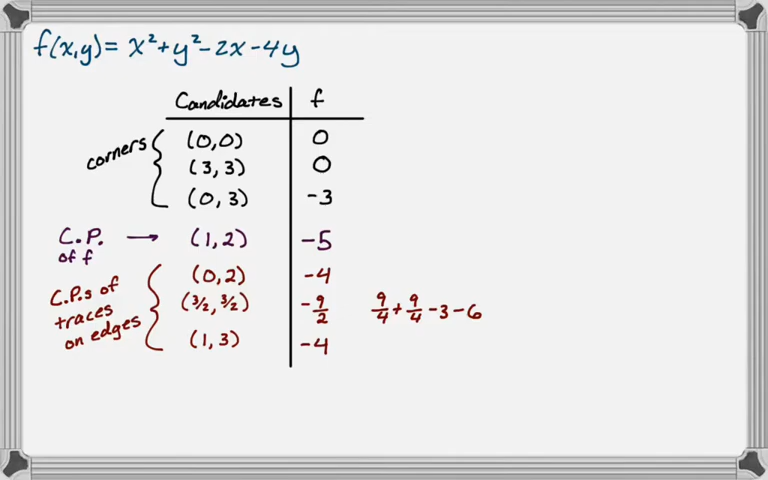 f(x,y) = x² + y² - 2x - 4y
Candidates f
corners
(0,0) 0
(3,3) 0
(0,3) -3
C.P. of f → (1,2) -5
C.P.s of traces on edges
(0,2) -4
(3/2, 3/2) -9/2 9/4 + 9/4 - 3 - 6
(1,3) -4